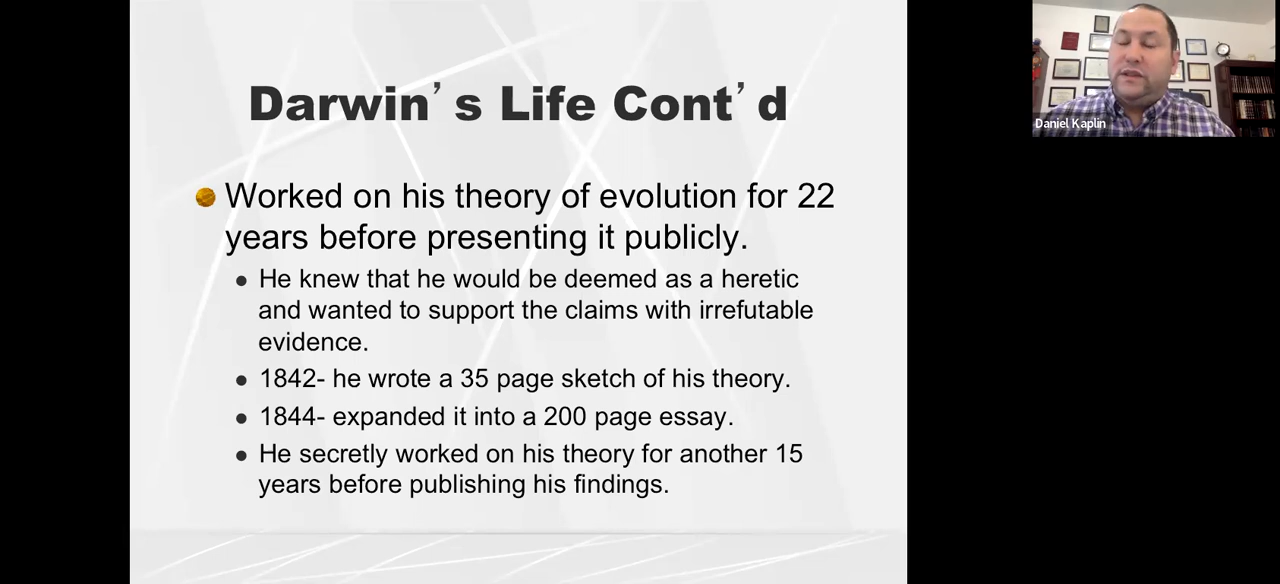 Darwin’s Life Cont’d
Worked on his theory of evolution for 22
years before presenting it publicly.
He knew that he would be deemed as a heretic
and wanted to support the claims with irrefutable
evidence.
1842- he wrote a 35 page sketch of his theory.
1844- expanded it into a 200 page essay.
He secretly worked on his theory for another 15
years before publishing his findings.
Daniel Kaplin